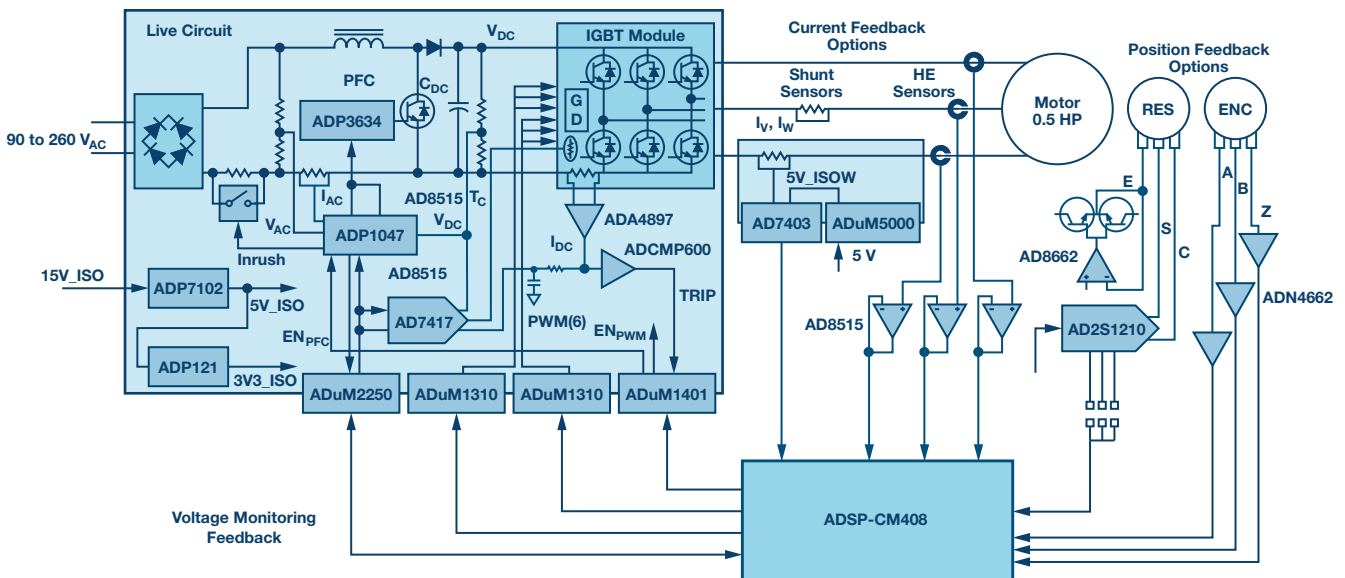 Live Circuit
V_DC
IGBT Module
Current Feedback
Options
Position Feedback
Options
PFC
C_DC
ADP3634
G
D
Shunt
Sensors
HE
Sensors
Motor
0.5 HP
RES
ENC
90 to 260 V_AC
I_V, I_W
I_AC
AD8515
T_C
5V_ISOW
E
A
B
Z
V_AC
ADP1047
V_DC
ADA4897
AD7403
ADuM5000
S
C
Inrush
I_DC
ADCMP600
5 V
AD8662
15V_ISO
ADP7102
AD8515
TRIP
5V_ISO
AD7417
PWM(6)
EN_PWM
AD8515
AD2S1210
ADN4662
EN_PFC
ADP121
3V3_ISO
ADuM2250
ADuM1310
ADuM1310
ADuM1401
Voltage Monitoring
Feedback
ADSP-CM408